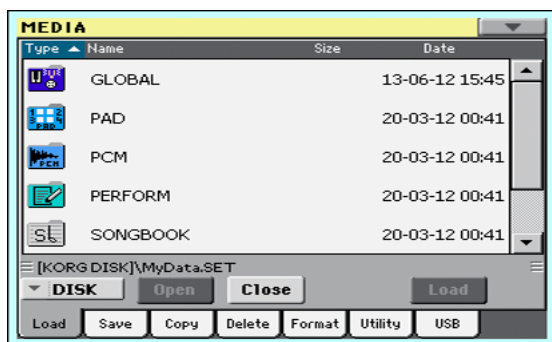 MEDIA
Type Name Size Date
GLOBAL 13-06-12 15:45
PAD 20-03-12 00:41
PCM PCM 20-03-12 00:41
PERFORM 20-03-12 00:41
SONGBOOK 20-03-12 00:41
[KORG DISK]\MyData.SET
DISK Open Close Load
Load Save Copy Delete Format Utility USB